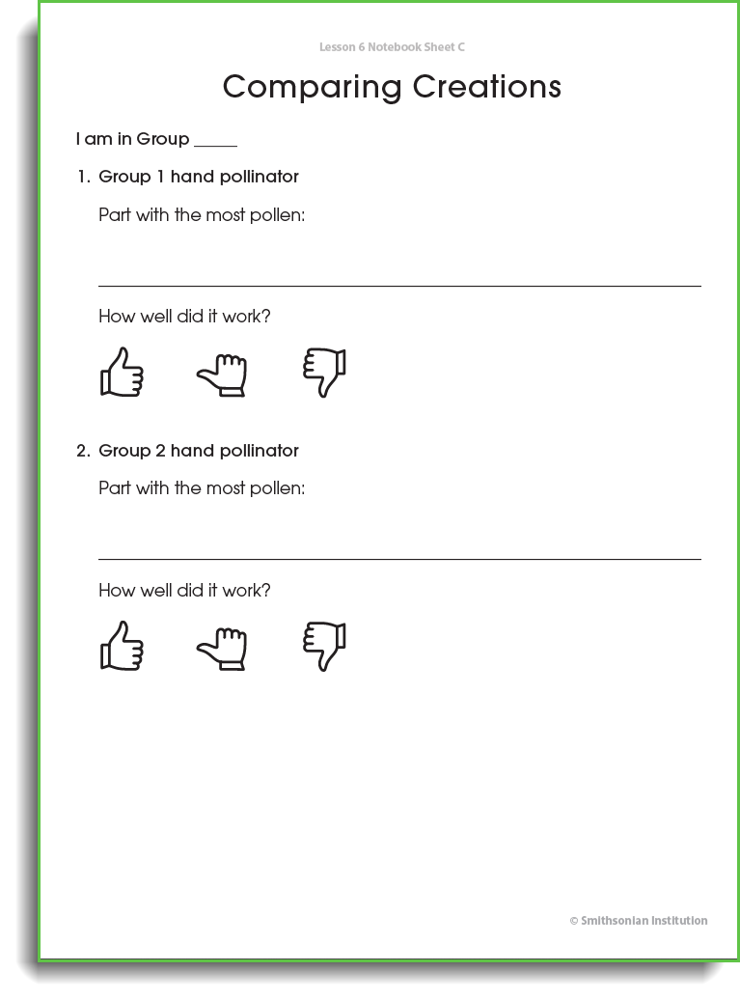 Lesson 6 Notebook Sheet C
Comparing Creations
I am in Group _____
1. Group 1 hand pollinator
Part with the most pollen:
How well did it work?
2. Group 2 hand pollinator
Part with the most pollen:
How well did it work?
© Smithsonian Institution